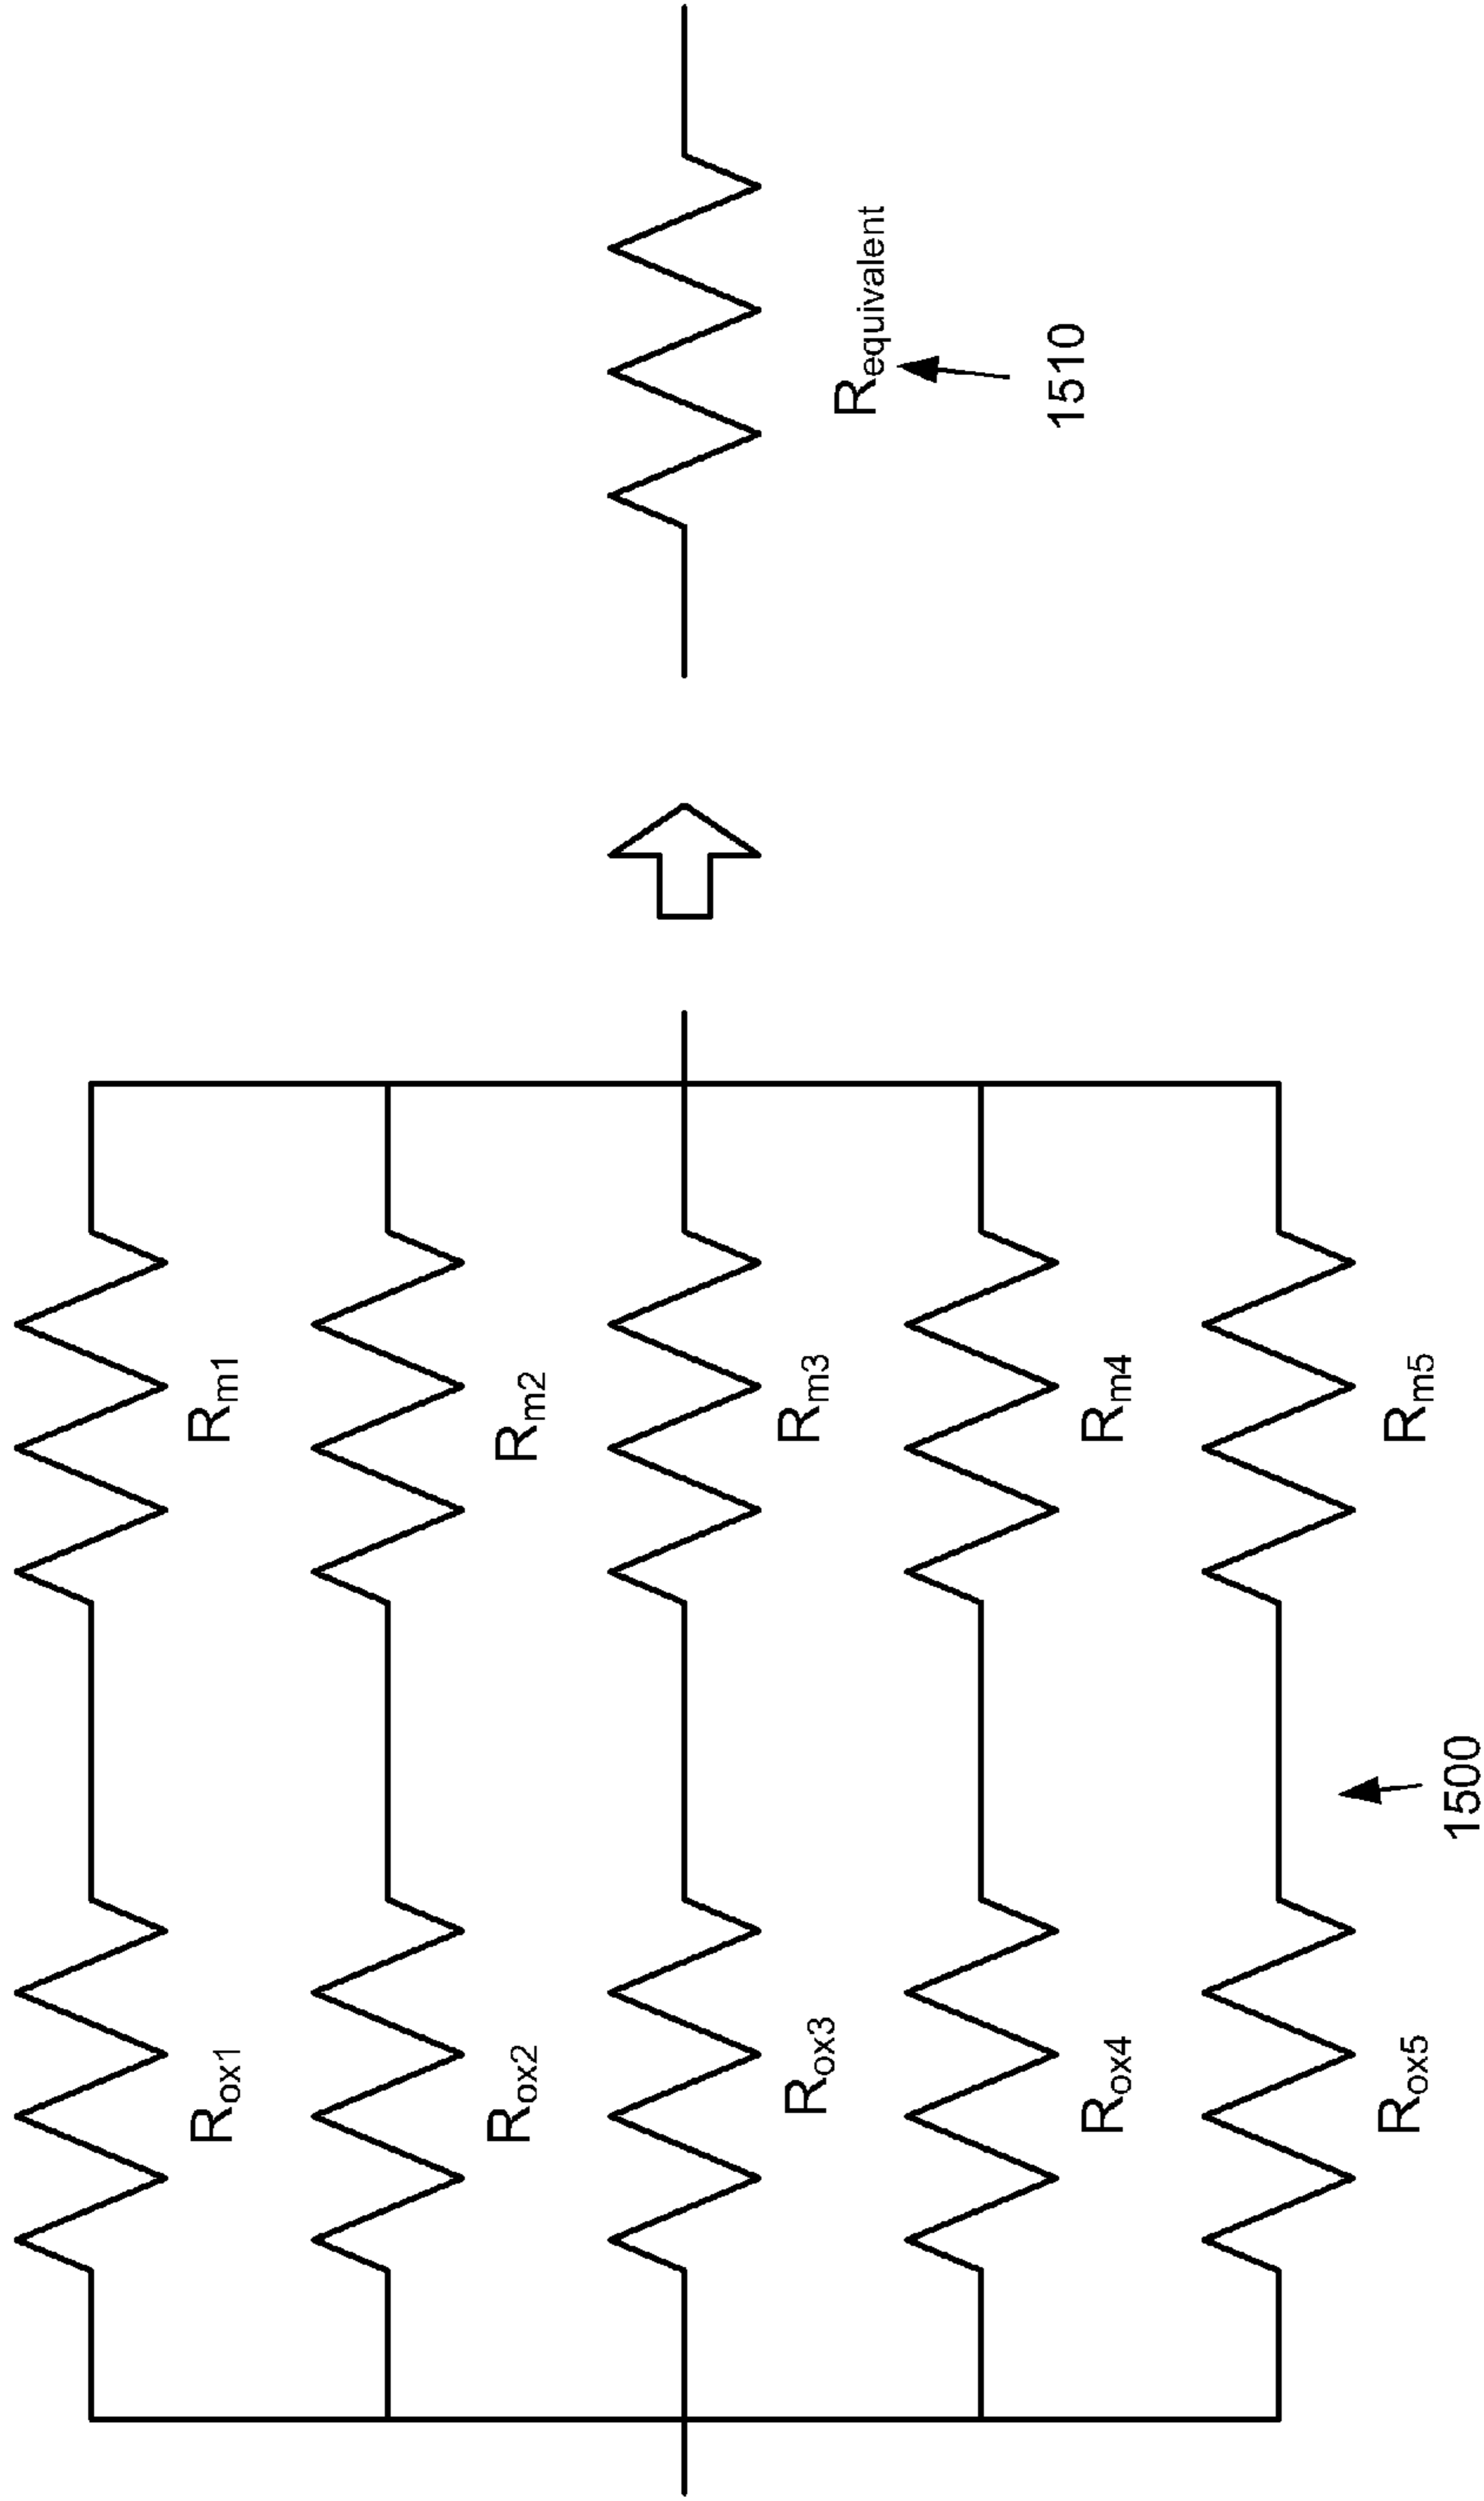 Rox1
Rm1
Rox2
Rm2
Rox3
Rm3
Requivalent
1510
Rox4
Rm4
Rox5
Rm5
1500